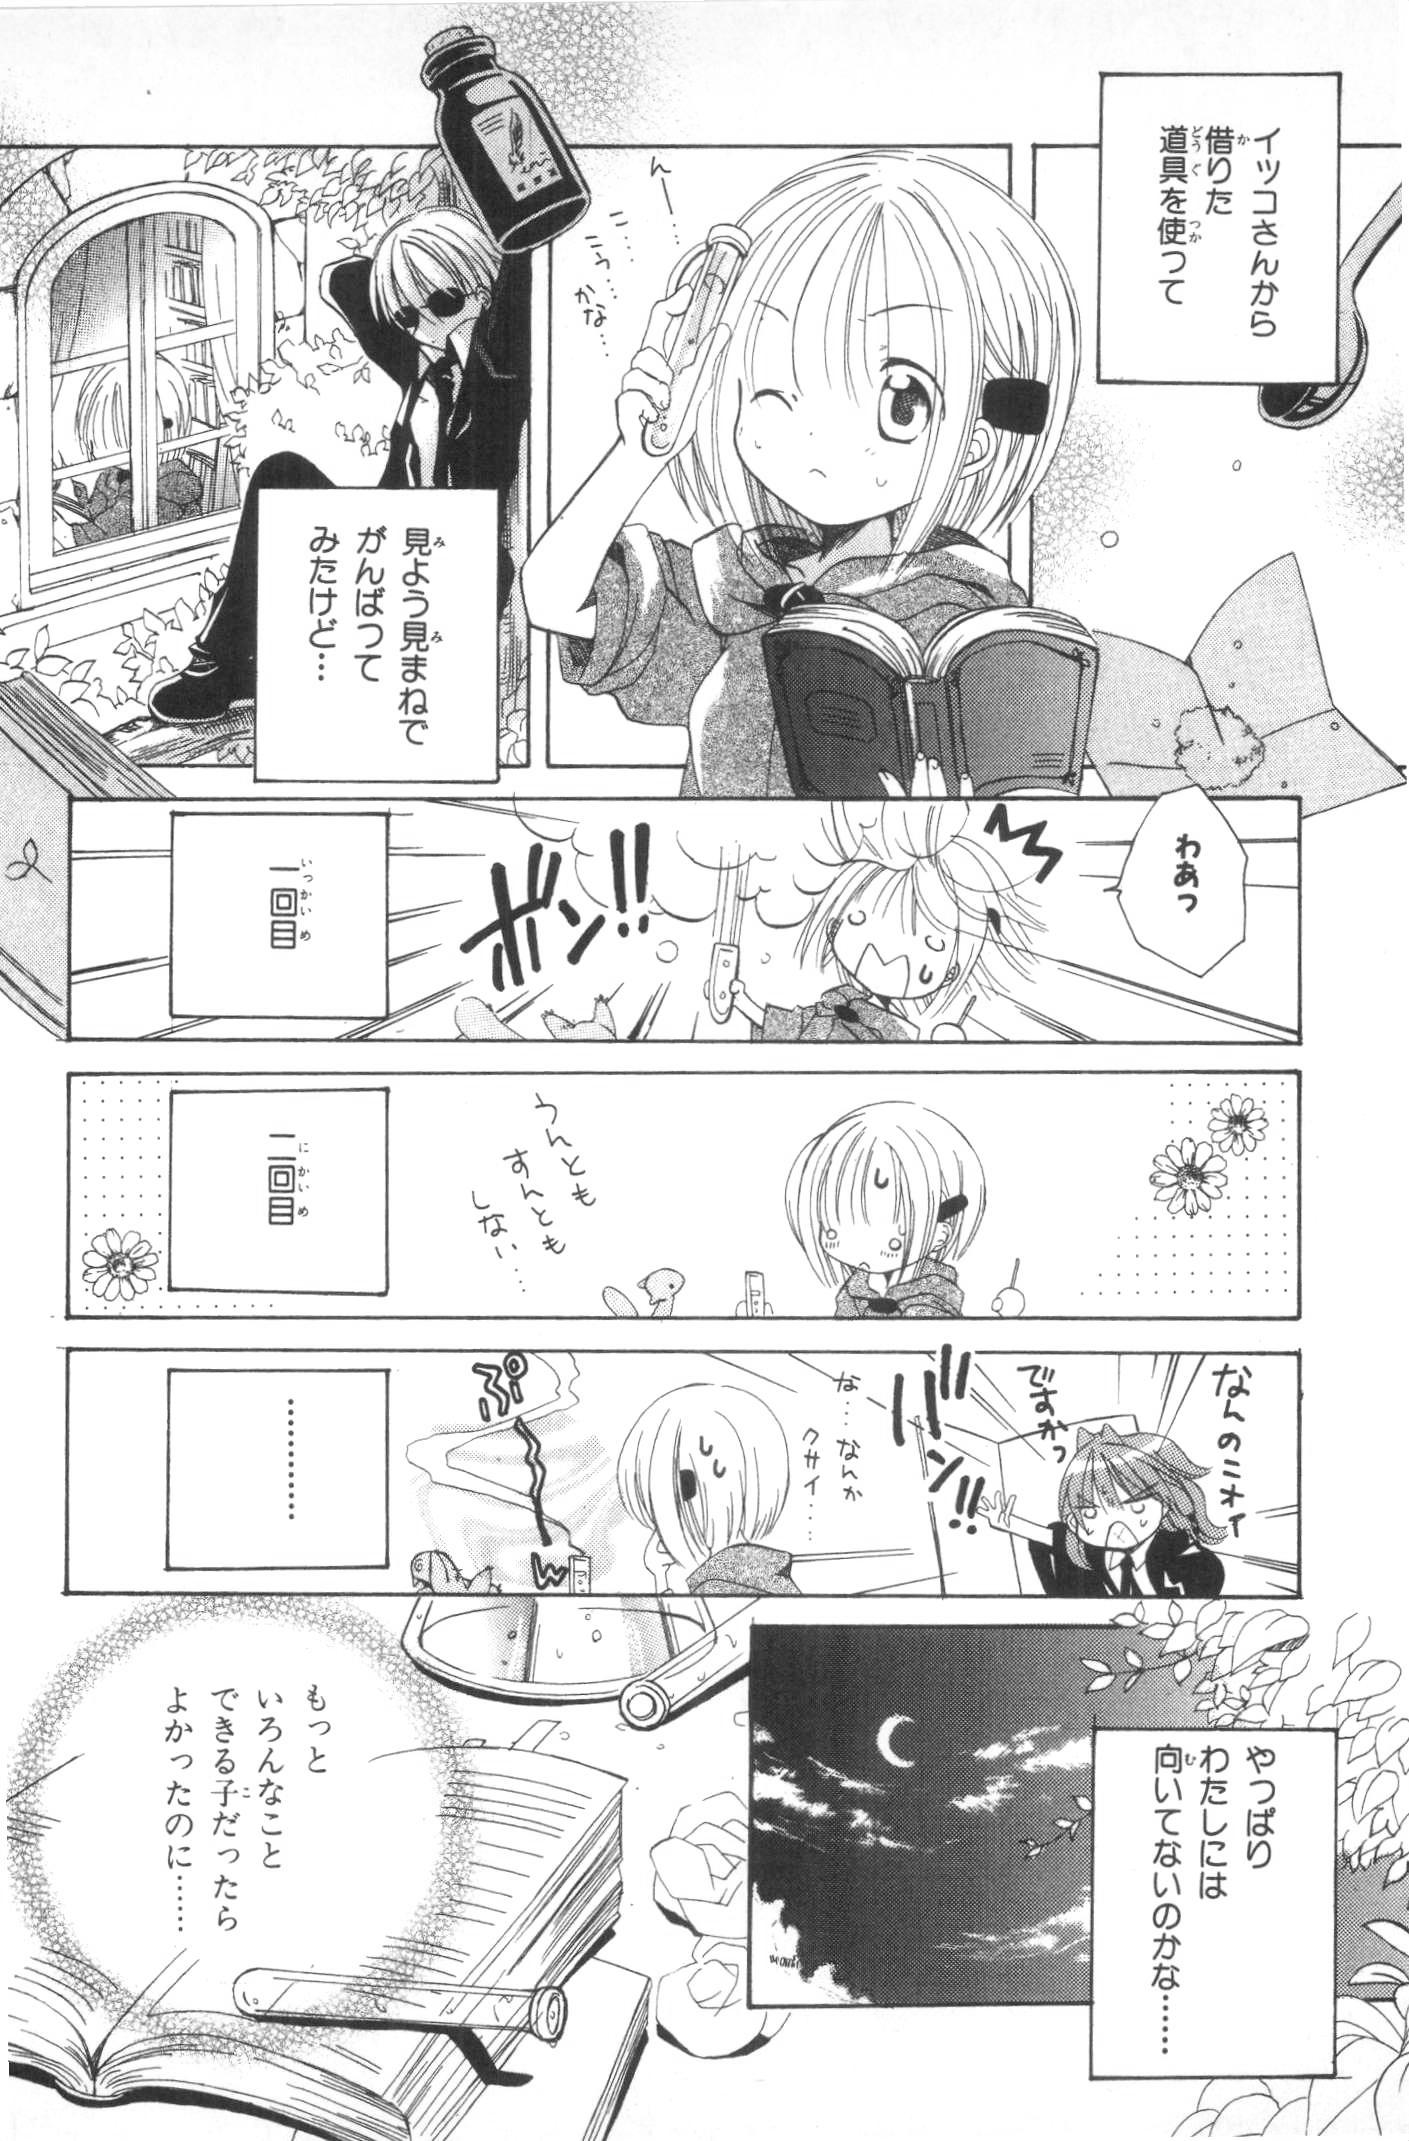 イッコさんから
借りた
道具を使って
んー…
こう…
かな…
見よう見まねで
がんばって
みたけど…
わあっ
ボン!!
一回目
うんとも
すんとも
しない…
二回目
なんのニオイ
ですかっ
バン!!
な…なんか
クサイ…
ぷ〜ん
…………
やっぱり
わたしには
向いてないのかな……
もっと
いろんなこと
できる子だったら
よかったのに……